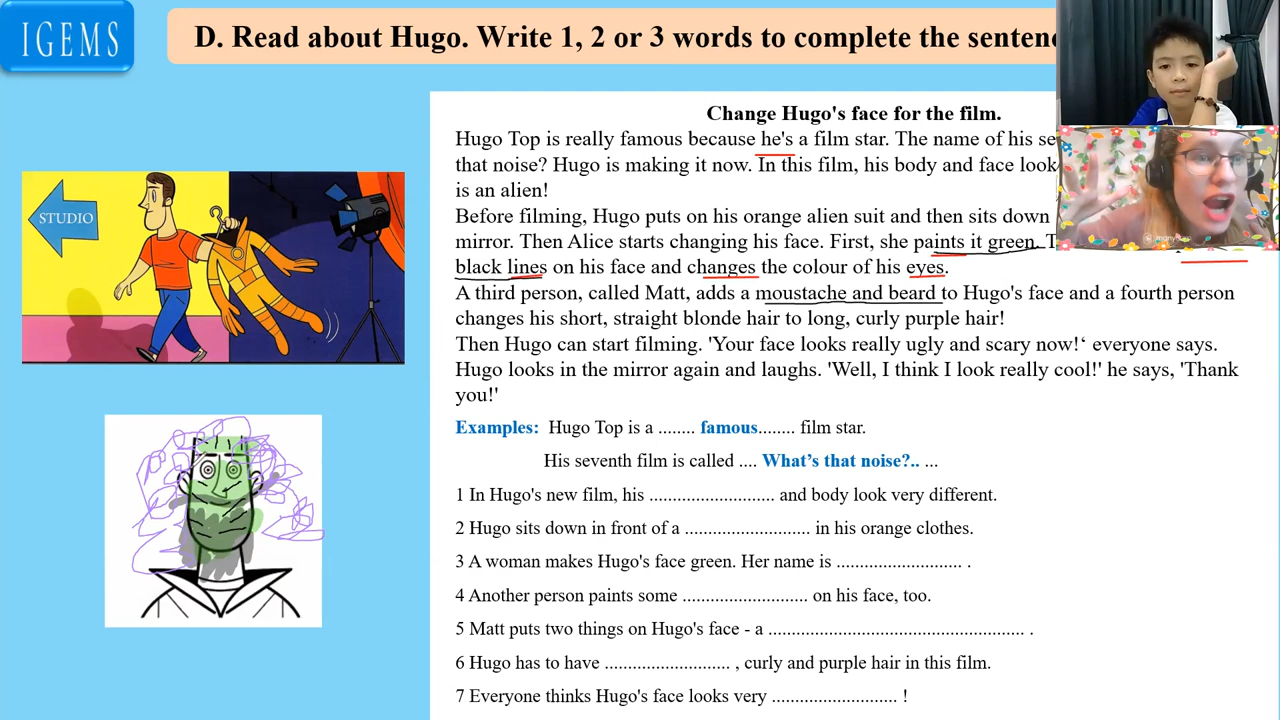 IGEMS
D. Read about Hugo. Write 1, 2 or 3 words to complete the
STUDIO
Change Hugo's face for the film.
Hugo Top is really famous because he's a film star. The name of his
that noise? Hugo is making it now. In this film, his body and face look
is an alien!
Before filming, Hugo puts on his orange alien suit and then sits down
mirror. Then Alice starts changing his face. First, she paints it green.
black lines on his face and changes the colour of his eyes.
A third person, called Matt, adds a moustache and beard to Hugo's face and a fourth person
changes his short, straight blonde hair to long, curly purple hair!
Then Hugo can start filming. 'Your face looks really ugly and scary now!‘ everyone says.
Hugo looks in the mirror again and laughs. 'Well, I think I look really cool!' he says, 'Thank
you!'
Examples: Hugo Top is a ........ famous........ film star.
His seventh film is called .... What’s that noise?.. ...
1 In Hugo's new film, his ........................... and body look very different.
2 Hugo sits down in front of a ........................... in his orange clothes.
3 A woman makes Hugo's face green. Her name is ........................... .
4 Another person paints some ........................... on his face, too.
5 Matt puts two things on Hugo's face - a ....................................................... .
6 Hugo has to have ........................... , curly and purple hair in this film.
7 Everyone thinks Hugo's face looks very ........................... !